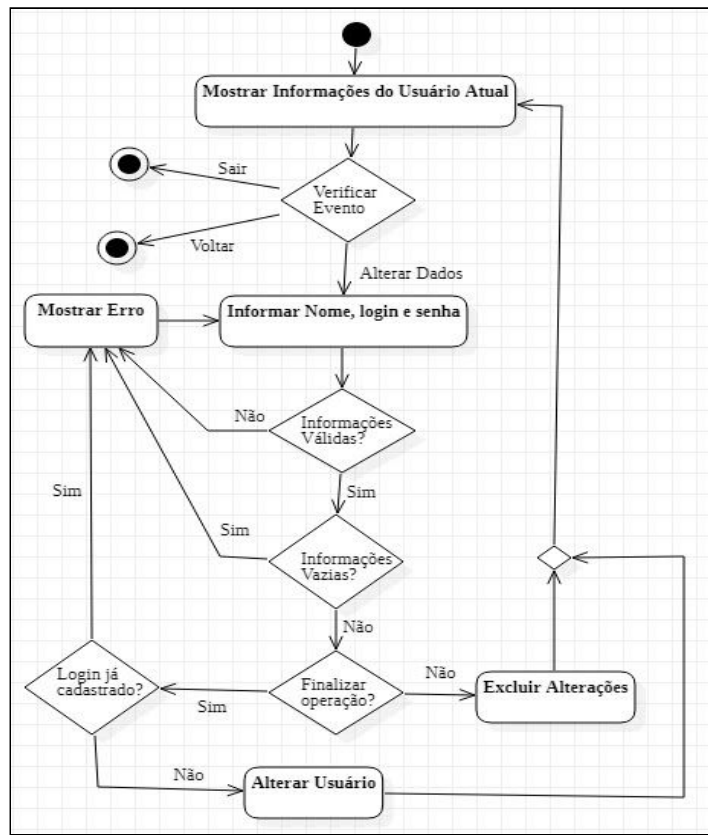 Mostrar Informações do Usuário Atual
Sair
Verificar
Evento
Voltar
Alterar Dados
Mostrar Erro
Informar Nome, login e senha
Não
Informações
Válidas?
Sim
Sim
Sim
Informações
Vazias?
Não
Login já
cadastrado?
Finalizar
operação?
Não
Excluir Alterações
Sim
Não
Alterar Usuário